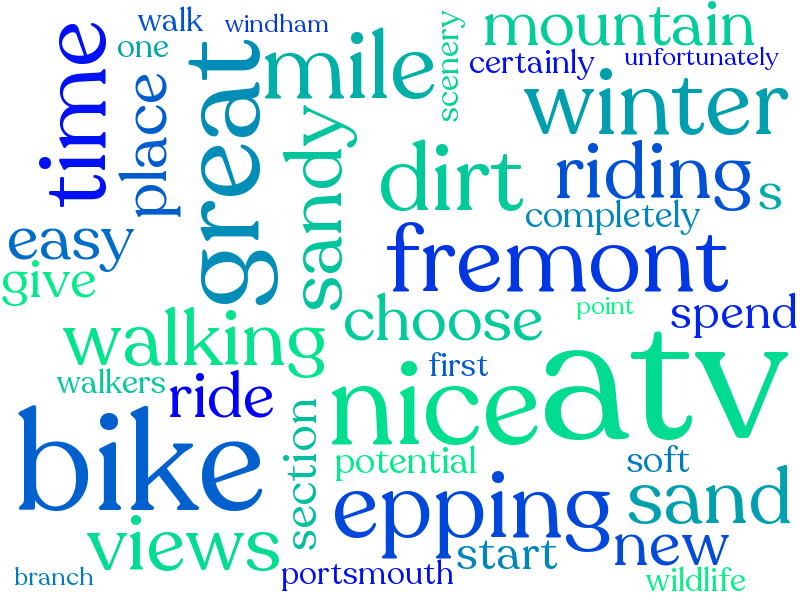 walk
windham
one
time
place
great
mile
scenery
mountain
certainly
unfortunately
winter
sandy
dirt
riding
s
completely
easy
give
fremont
choose
point
spend
walking
walkers
ride
first
nice
atv
bike
section
potential
soft
epping
sand
views
start
new
branch
portsmouth
wildlife